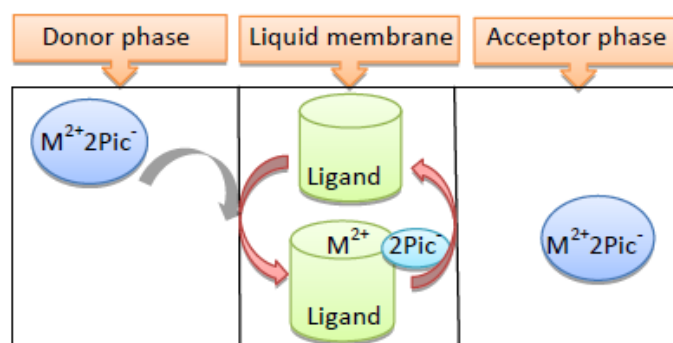 Donor phase
Liquid membrane
Acceptor phase
M²⁺2Pic⁻
Ligand
M²⁺
2Pic⁻
M²⁺2Pic⁻
Ligand